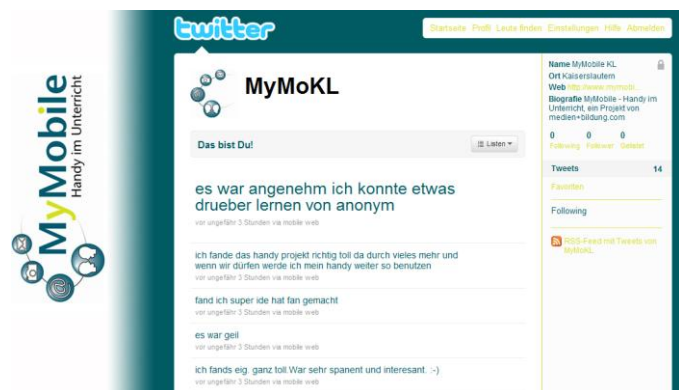 MyMobile
Handy im Unterricht
twitter
Startseite Profil Leute finden Einstellungen Hilfe Abmelden
MyMoKL
Das bist Du!
Listen
es war angenehm ich konnte etwas
drueber lernen von anonym
vor ungefähr 3 Stunden via mobile web
ich fande das handy projekt richtig toll da durch vieles mehr und
wenn wir dürfen werde ich mein handy weiter so benutzen
vor ungefähr 3 Stunden via mobile web
fand ich super ide hat fan gemacht
vor ungefähr 3 Stunden via mobile web
es war geil
vor ungefähr 3 Stunden via mobile web
ich fands eig. ganz toll.War sehr spanent und interesant. :-)
vor ungefähr 3 Stunden via mobile web
Name MyMobile KL
Ort Kaiserslautern
Web http://www.mymobi...
Biografie MyMobile - Handy im
Unterricht, ein Projekt von
medien+bildung.com
0 0 0
Following Follower Gelistet
Tweets 14
Favoriten
Following
RSS-Feed mit Tweets von
MyMoKL